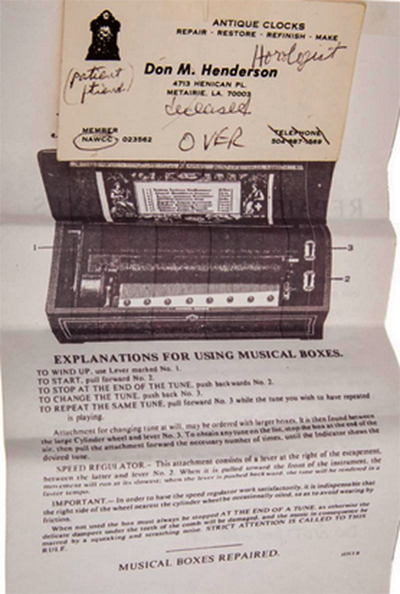 ANTIQUE CLOCKS
REPAIR - RESTORE - REFINISH - MAKE
Horologist
(patient
friend)
Don M. Henderson
4713 HENICAN PL.
METAIRIE, LA. 70003
deceased
MEMBER
NAWCC - 023562
OVER
TELEPHONE
504-887-
1
3
2
EXPLANATIONS FOR USING MUSICAL BOXES.
TO WIND UP, use Lever marked No. 1.
TO START, pull forward No. 2.
TO STOP AT THE END OF THE TUNE, push backwards No. 2.
TO CHANGE THE TUNE, push back No. 3.
TO REPEAT THE SAME TUNE, pull forward No. 3 while the tune you wish to have repeated
is playing.
Attachment for changing tune at will, may be ordered with larger boxes. It is then found between
the large Cylinder wheel and lever No. 3. To obtain any tune on the list, stop the box at the end of the
air, then pull the attachment forward the necessary number of times, until the Indicator shows the
desired tune.
SPEED REGULATOR.- This attachment consists of a lever at the right of the escapement,
between the latter and lever No. 2. When it is pulled toward the front of the instrument, the
movement will run at its slowest; when the lever is pushed backward, the tune will be rendered in a
faster tempo.
IMPORTANT.- In order to have the speed regulator work satisfactorily, it is indispensable that
the right side of the wheel nearest the cylinder wheel be occasionally oiled, so as to avoid wearing by
friction.
When not used the box must always be stopped AT THE END OF A TUNE, as otherwise the
delicate dampers under the teeth of the comb will be damaged, and the music in consequence be
marred by a squeaking and scratching noise. STRICT ATTENTION IS CALLED TO THIS
RULE.
MUSICAL BOXES REPAIRED.